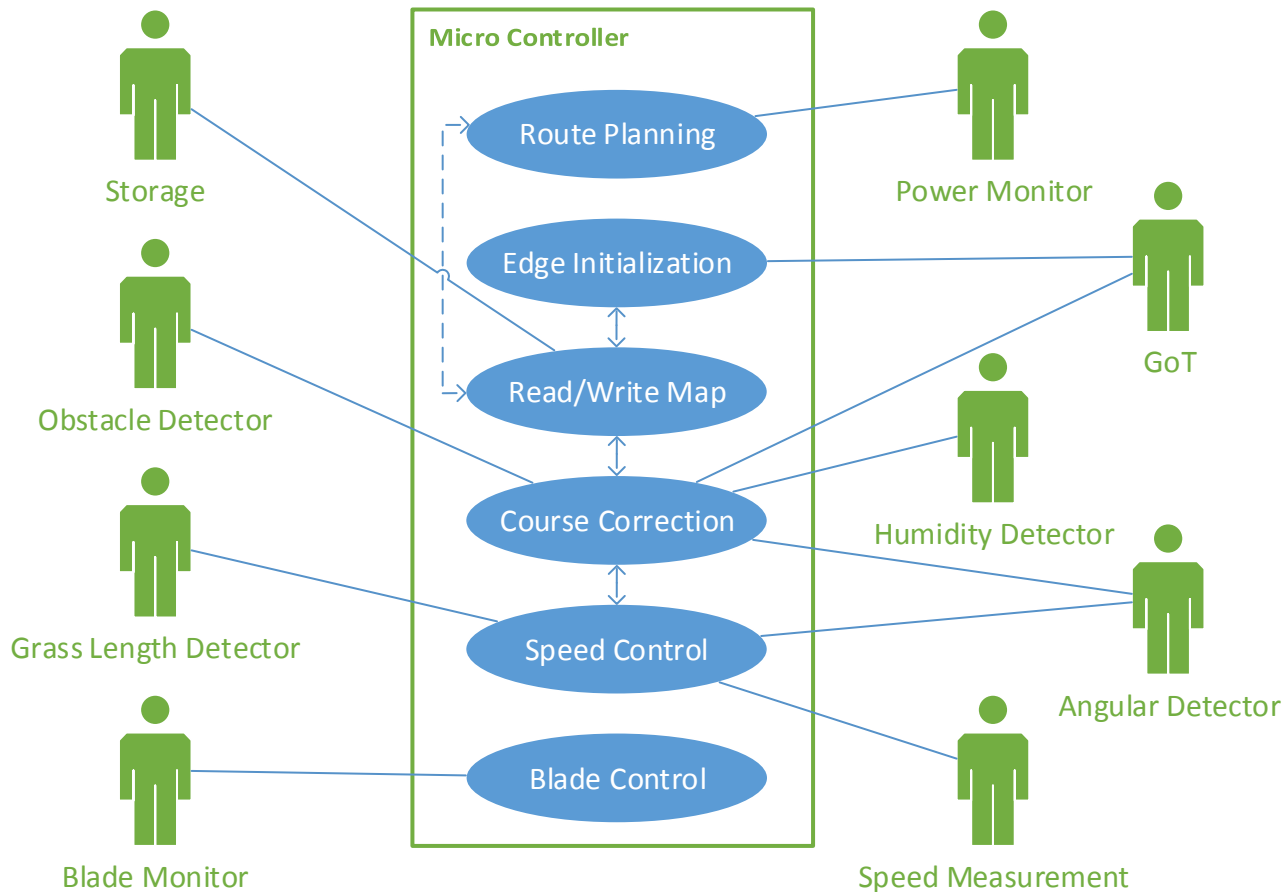 Micro Controller
Route Planning
Storage
Power Monitor
Edge Initialization
GoT
Read/Write Map
Obstacle Detector
Course Correction
Humidity Detector
Grass Length Detector
Speed Control
Angular Detector
Blade Control
Blade Monitor
Speed Measurement